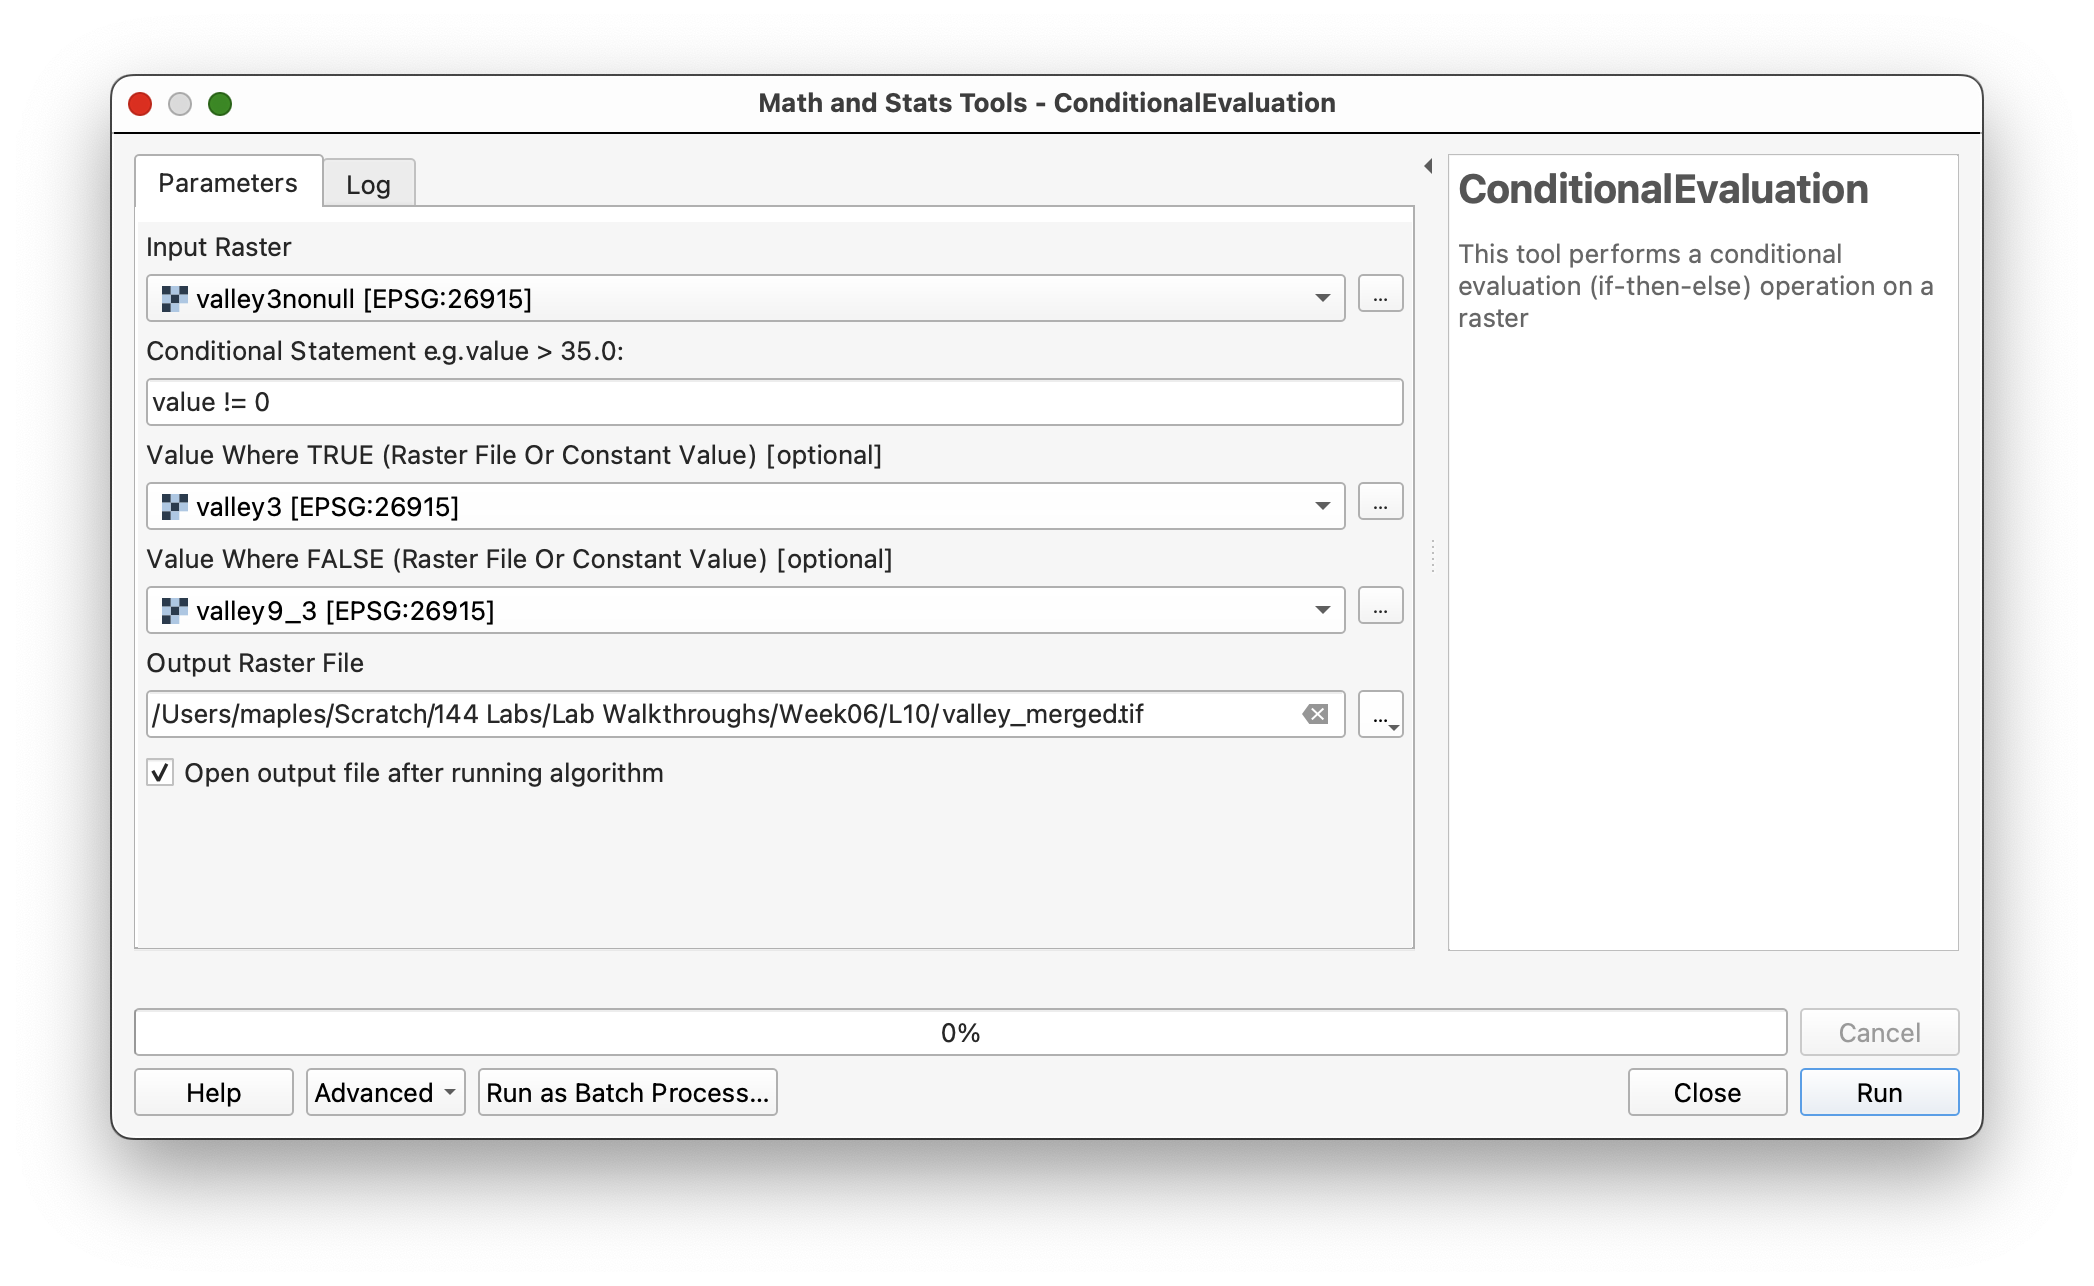 Math and Stats Tools - ConditionalEvaluation
Parameters
Log
Input Raster
valley3nonull [EPSG:26915]
...
Conditional Statement e.g. value > 35.0:
value != 0
Value Where TRUE (Raster File Or Constant Value) [optional]
valley3 [EPSG:26915]
...
Value Where FALSE (Raster File Or Constant Value) [optional]
valley9_3 [EPSG:26915]
...
Output Raster File
/Users/maples/Scratch/144 Labs/Lab Walkthroughs/Week06/L10/valley_merged.tif
...
Open output file after running algorithm
ConditionalEvaluation
This tool performs a conditional
evaluation (if-then-else) operation on a
raster
0%
Cancel
Help
Advanced
Run as Batch Process...
Close
Run